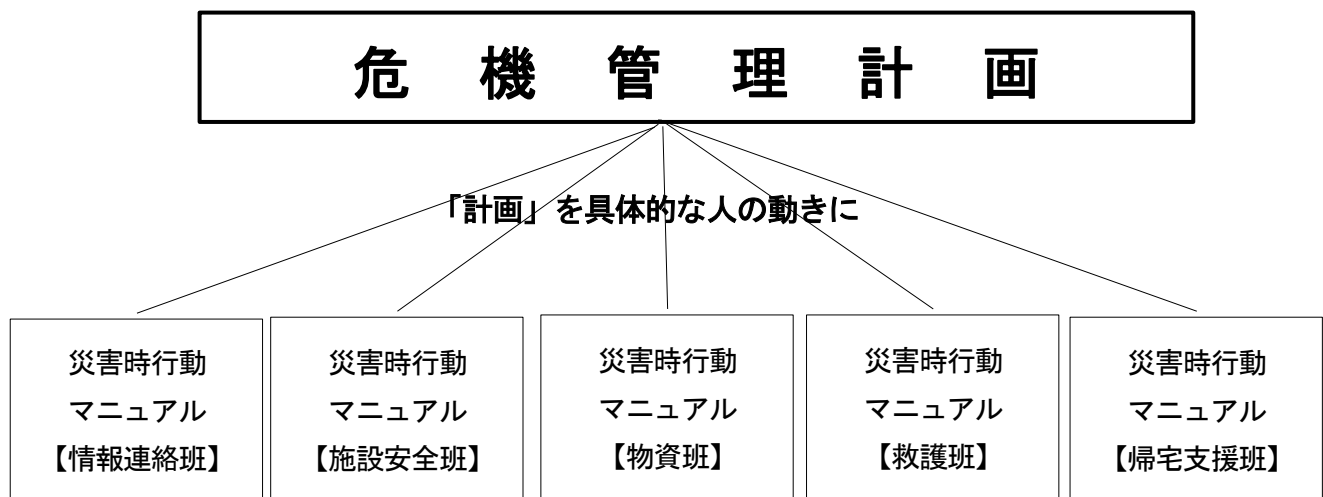 危機管理計画
「計画」を具体的な人の動きに
災害時行動
マニュアル
【情報連絡班】
災害時行動
マニュアル
【施設安全班】
災害時行動
マニュアル
【物資班】
災害時行動
マニュアル
【救護班】
災害時行動
マニュアル
【帰宅支援班】